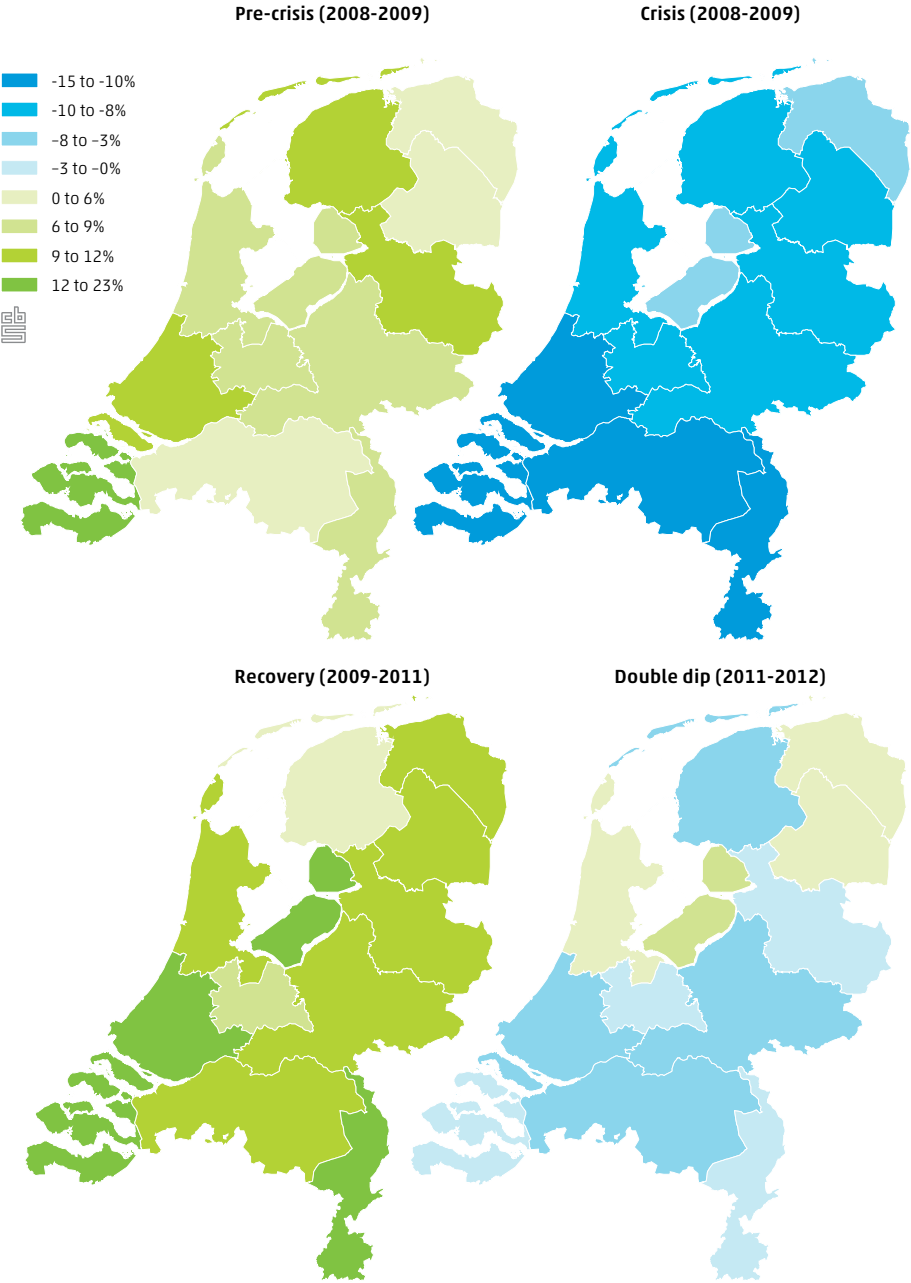 Pre-crisis (2008-2009)
Crisis (2008-2009)
-15 to -10%
-10 to -8%
–8 to –3%
–3 to –0%
0 to 6%
6 to 9%
9 to 12%
12 to 23%
cbs
Recovery (2009-2011)
Double dip (2011-2012)